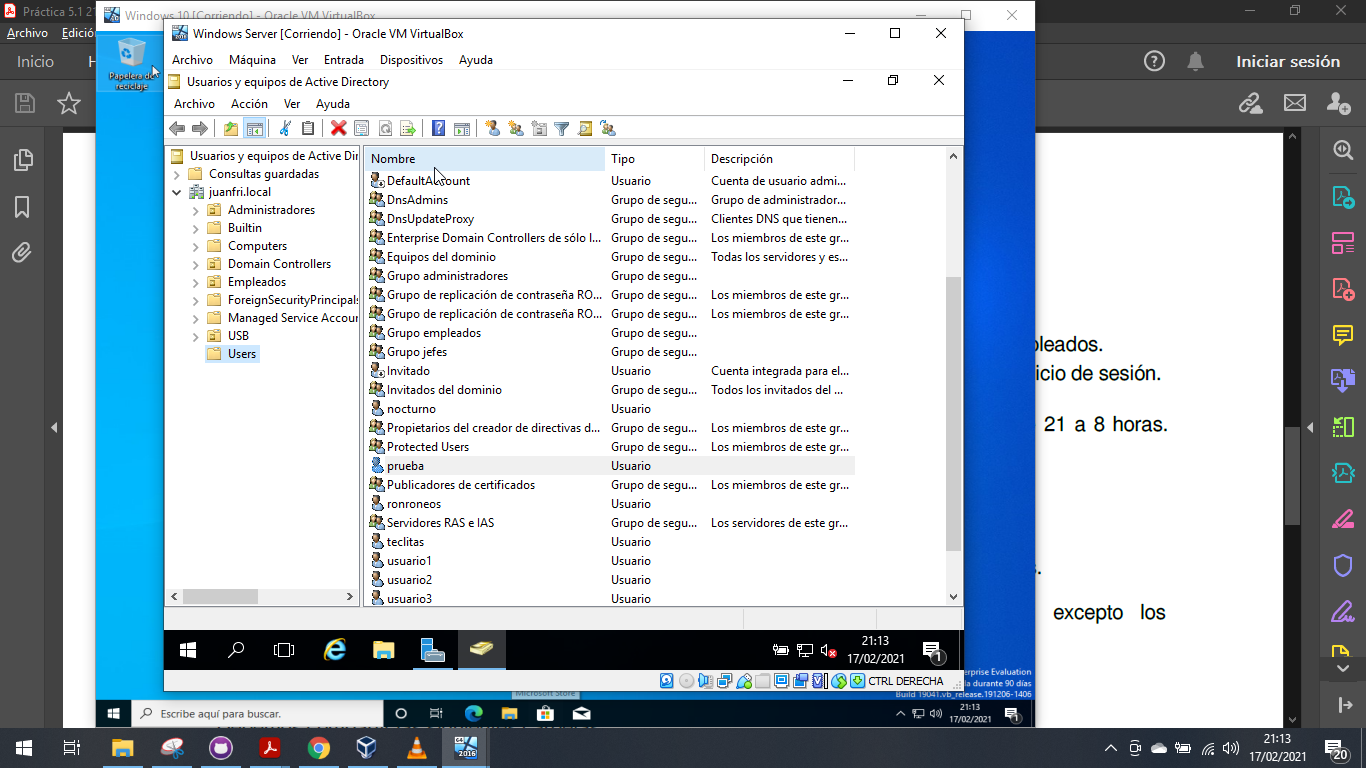 Práctica 5.1 21
Windows 10 [Corriendo] - Oracle VM VirtualBox
Archivo
Inicio
Iniciar sesión
Papelera de
reciclaje
Windows Server [Corriendo] - Oracle VM VirtualBox
Archivo Máquina Ver Entrada Dispositivos Ayuda
Usuarios y equipos de Active Directory
Archivo Acción Ver Ayuda
Usuarios y equipos de Active Dir
Consultas guardadas
juanfri.local
Administradores
Builtin
Computers
Domain Controllers
Empleados
ForeignSecurityPrincipals
Managed Service Accour
USB
Users
Nombre Tipo Descripción
DefaultAccount Usuario Cuenta de usuario admi...
DnsAdmins Grupo de segu... Grupo de administrador...
DnsUpdateProxy Grupo de segu... Clientes DNS que tienen...
Enterprise Domain Controllers de sólo l... Grupo de segu... Los miembros de este gr...
Equipos del dominio Grupo de segu... Todas los servidores y es...
Grupo administradores Grupo de segu...
Grupo de replicación de contraseña RO... Grupo de segu... Los miembros de este gr...
Grupo de replicación de contraseña RO... Grupo de segu... Los miembros de este gr...
Grupo empleados Grupo de segu...
Grupo jefes Grupo de segu...
Invitado Usuario Cuenta integrada para el...
Invitados del dominio Grupo de segu... Todos los invitados del ...
nocturno Usuario
Propietarios del creador de directivas d... Grupo de segu... Los miembros de este gr...
Protected Users Grupo de segu... Los miembros de este gr...
prueba Usuario
Publicadores de certificados Grupo de segu... Los miembros de este gr...
ronroneos Usuario
Servidores RAS e IAS Grupo de segu... Los servidores de este gr...
teclitas Usuario
usuario1 Usuario
usuario2 Usuario
usuario3 Usuario
pleados.
icio de sesión.
21 a 8 horas.
excepto los
21:13
17/02/2021
1
CTRL DERECHA
erprise Evaluation
a durante 90 días
Build 19041.vb_release.191206-1406
Microsoft Store
Escribe aquí para buscar.
21:13
17/02/2021
1
2016
21:13
17/02/2021
20